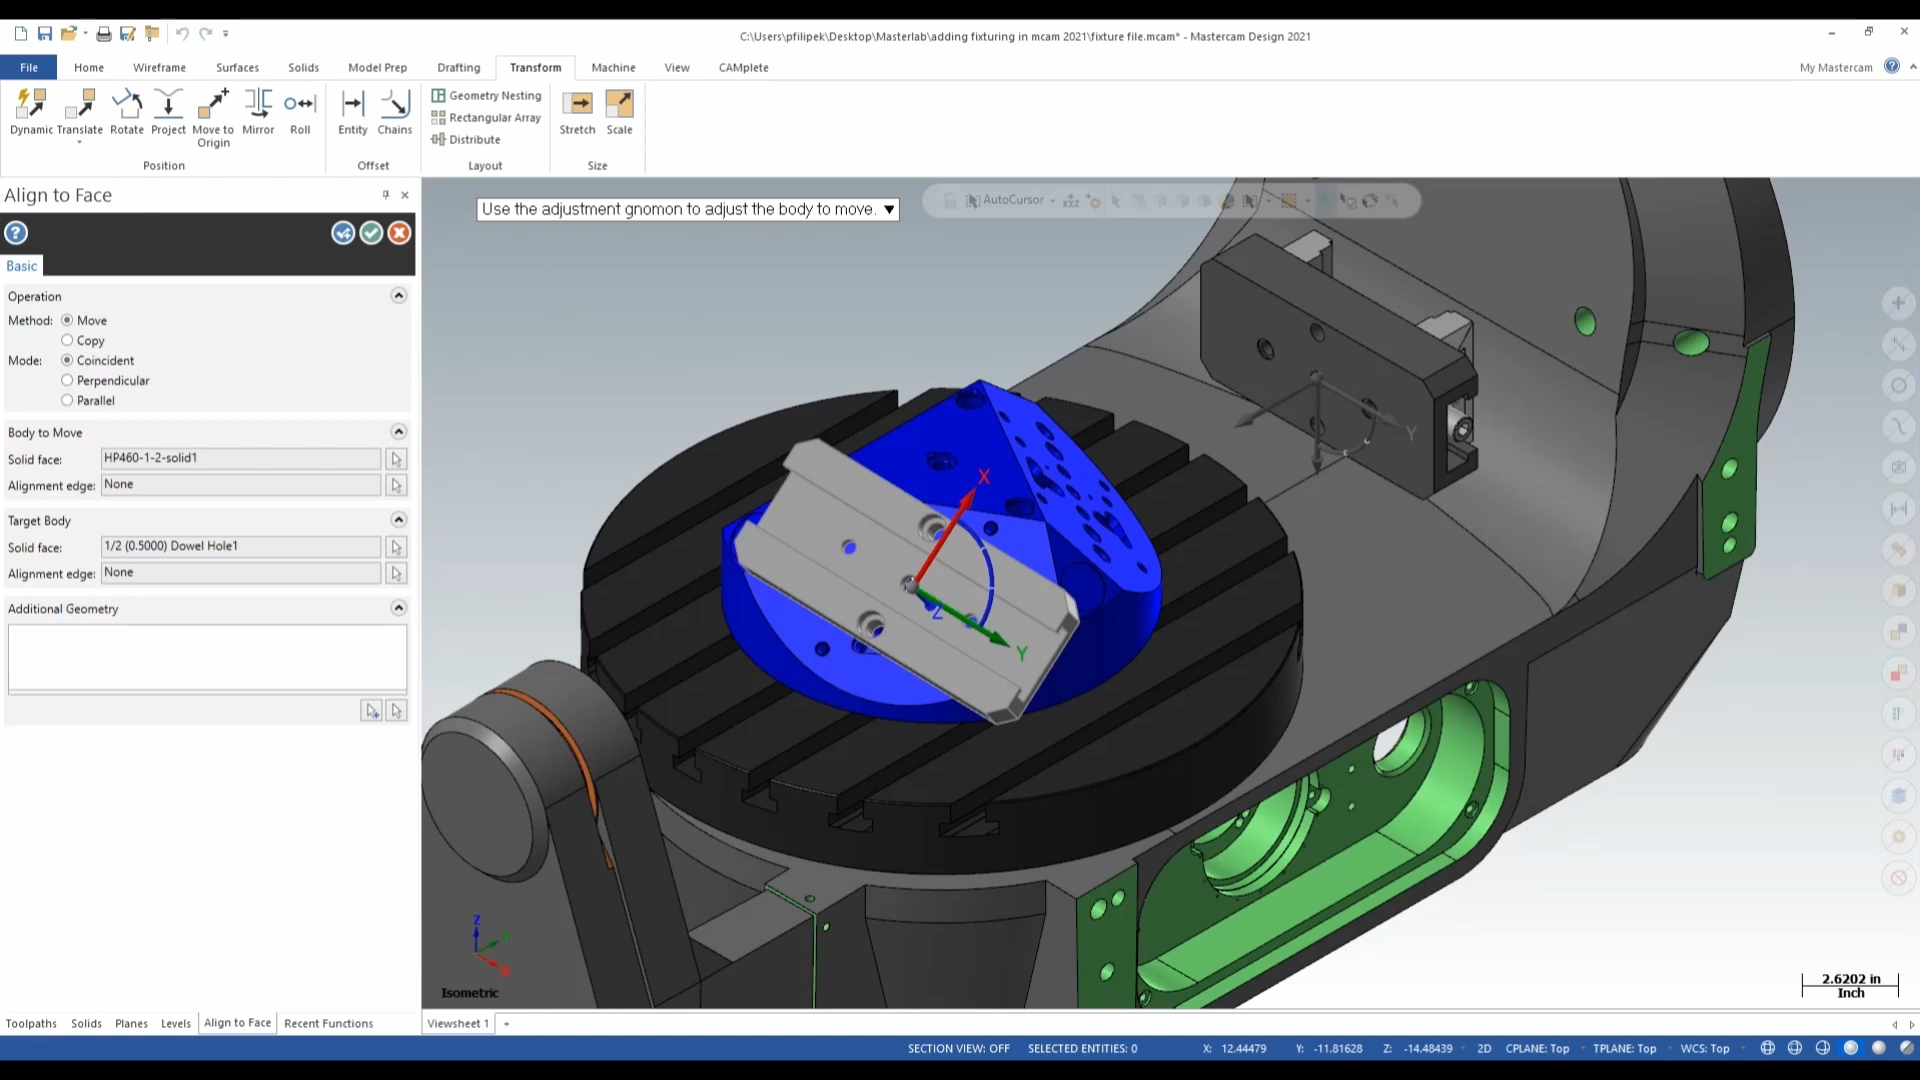 C:\Users\pfilipek\Desktop\Masterlab\adding fixturing in mcam 2021\fixture file.mcam* - Mastercam Design 2021
File Home Wireframe Surfaces Solids Model Prep Drafting Transform Machine View CAMplete My Mastercam
Dynamic Translate Rotate Project Move to Origin Mirror Roll
Position
Entity Chains
Offset
Geometry Nesting
Rectangular Array
Distribute
Layout
Stretch Scale
Size
Align to Face
Basic
Operation
Method: Move
Copy
Mode: Coincident
Perpendicular
Parallel
Body to Move
Solid face: HP460-1-2-solid1
Alignment edge: None
Target Body
Solid face: 1/2 (0.5000) Dowel Hole1
Alignment edge: None
Additional Geometry
Use the adjustment gnomon to adjust the body to move.
AutoCursor
Y
X
Z
Y
Z
X
Isometric
2.6202 in
Inch
Toolpaths Solids Planes Levels Align to Face Recent Functions
Viewsheet 1 +
SECTION VIEW: OFF SELECTED ENTITIES: 0 X: 12.44479 Y: -11.81628 Z: -14.48439 2D CPLANE: Top TPLANE: Top WCS: Top